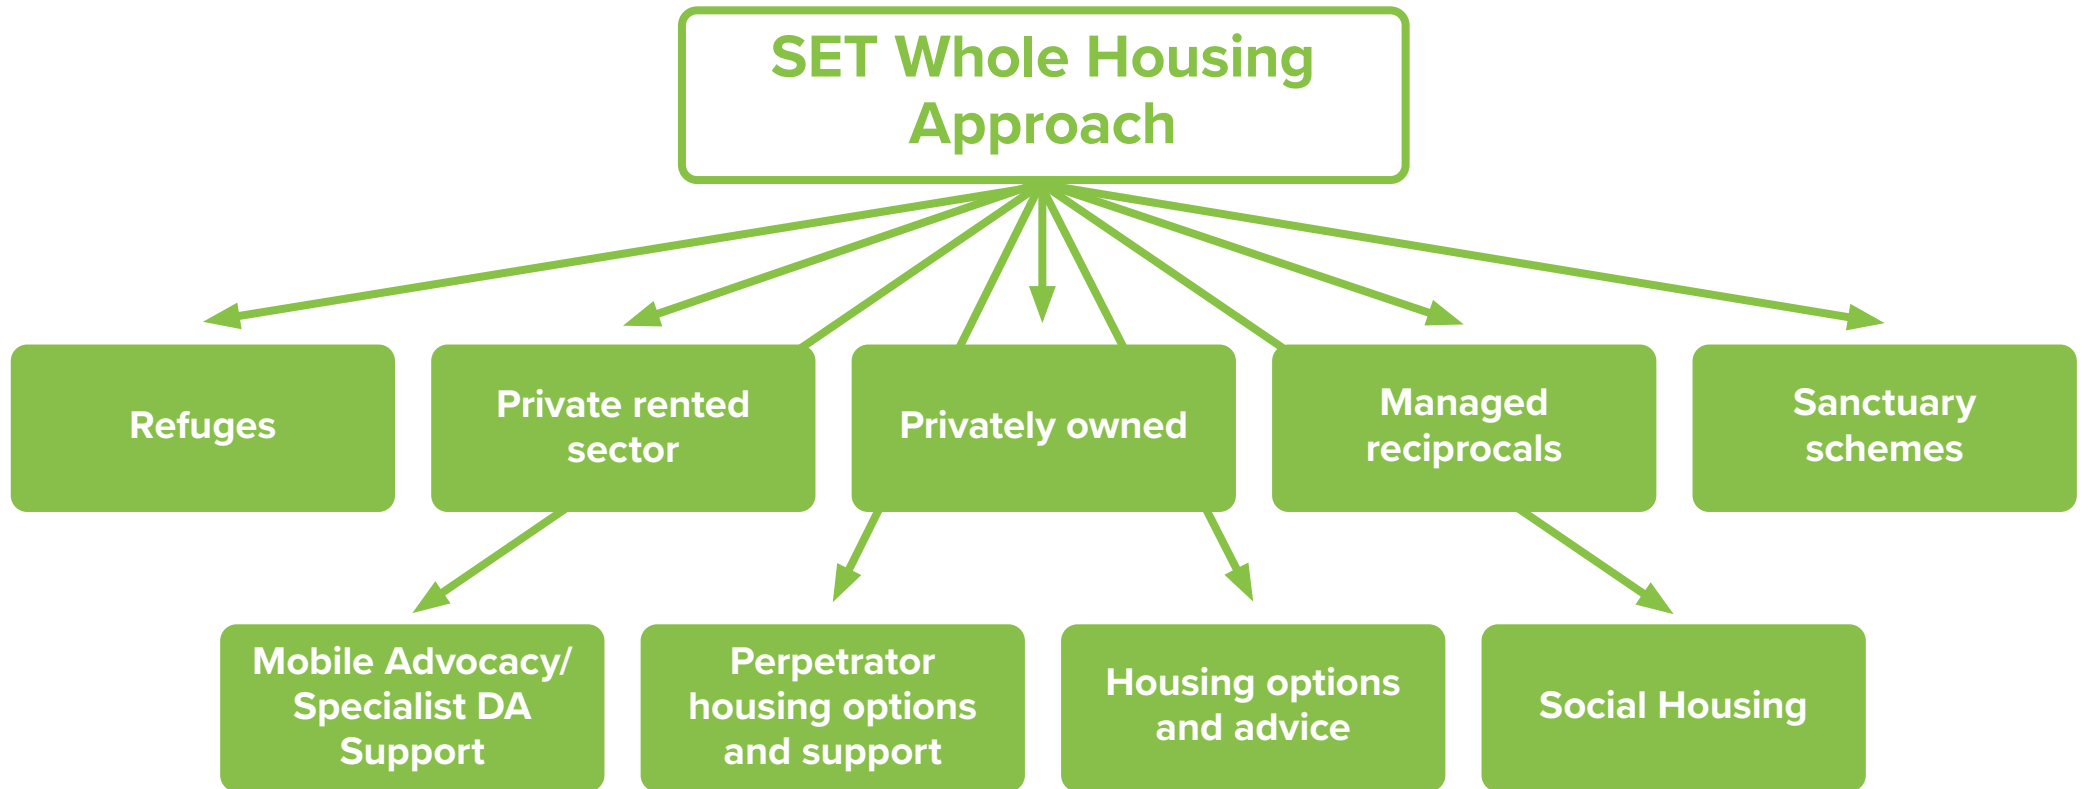 SET Whole Housing
Approach
Refuges
Private rented
sector
Privately owned
Managed
reciprocals
Sanctuary
schemes
Mobile Advocacy/
Specialist DA
Support
Perpetrator
housing options
and support
Housing options
and advice
Social Housing